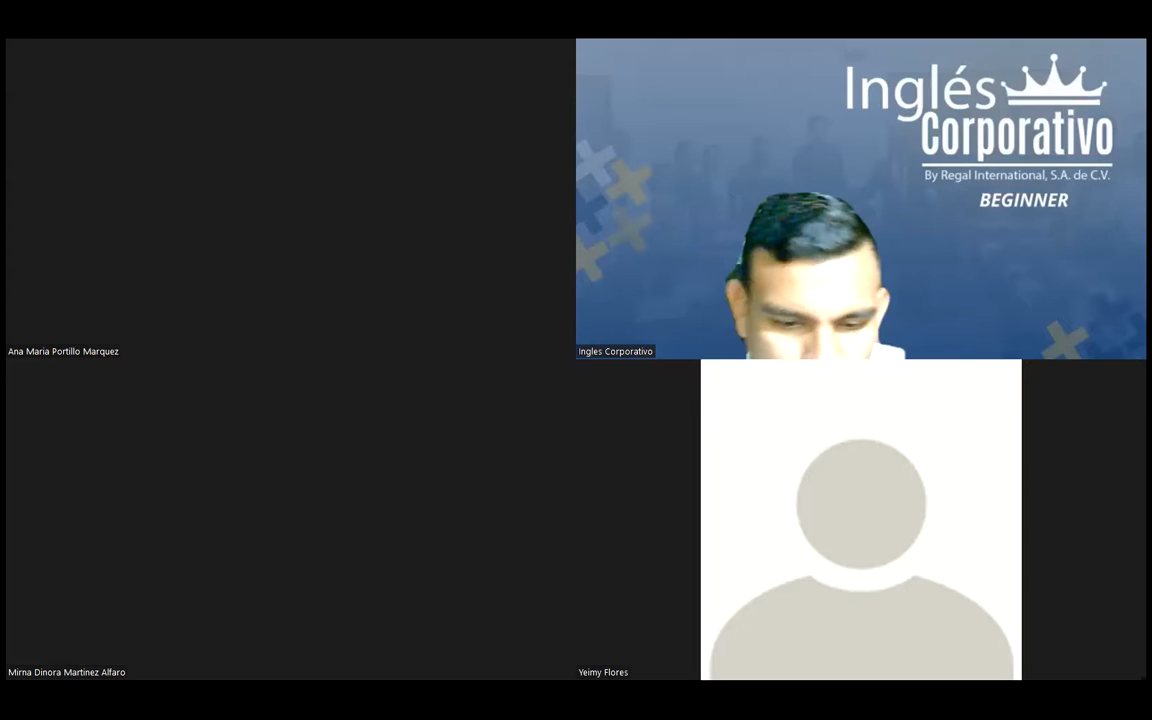 Inglés
Corporativo
By Regal International, S.A. de C.V.
BEGINNER
Ana Maria Portillo Marquez
Ingles Corporativo
Mirna Dinora Martinez Alfaro
Yeimy Flores